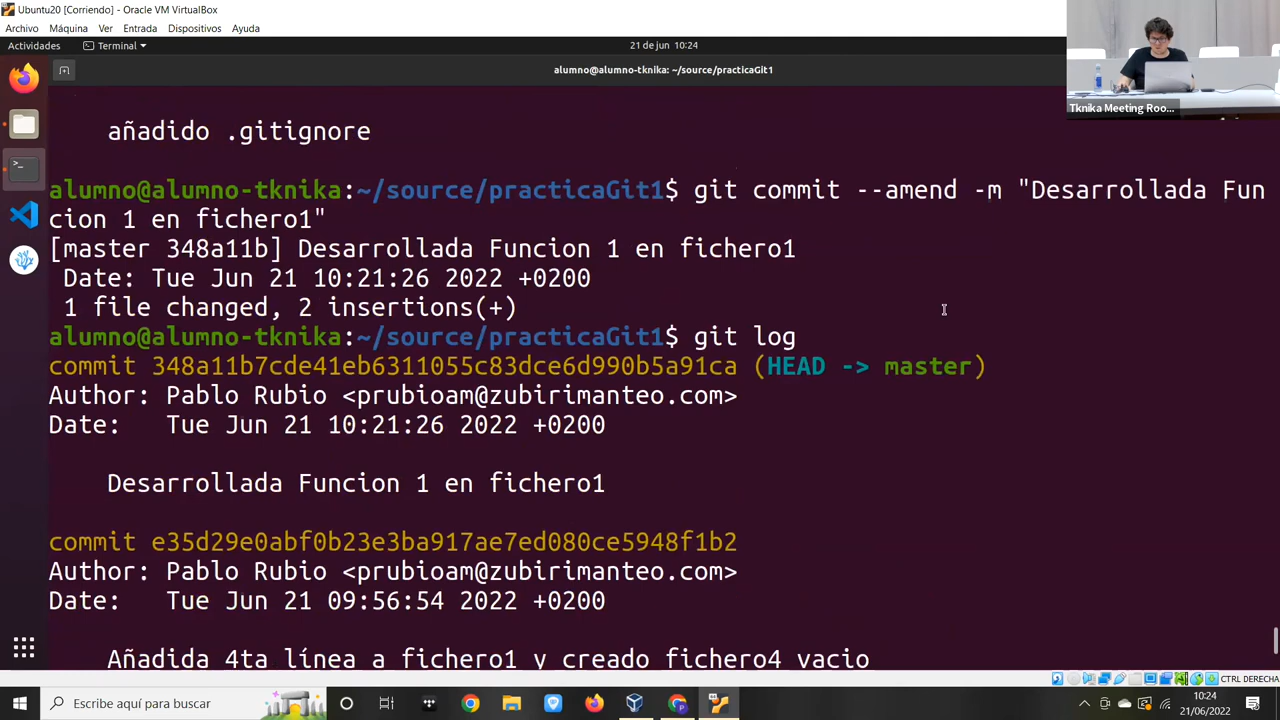 Ubuntu20 [Corriendo] - Oracle VM VirtualBox
Archivo Máquina Ver Entrada Dispositivos Ayuda
Actividades Terminal 21 de jun 10:24
alumno@alumno-tknika: ~/source/practicaGit1
Tknika Meeting Roo...
añadido .gitignore
alumno@alumno-tknika:~/source/practicaGit1$ git commit --amend -m "Desarrollada Fun
cion 1 en fichero1"
[master 348a11b] Desarrollada Funcion 1 en fichero1
Date: Tue Jun 21 10:21:26 2022 +0200
1 file changed, 2 insertions(+)
alumno@alumno-tknika:~/source/practicaGit1$ git log
commit 348a11b7cde41eb6311055c83dce6d990b5a91ca (HEAD -> master)
Author: Pablo Rubio <prubioam@zubirimanteo.com>
Date: Tue Jun 21 10:21:26 2022 +0200
Desarrollada Funcion 1 en fichero1
commit e35d29e0abf0b23e3ba917ae7ed080ce5948f1b2
Author: Pablo Rubio <prubioam@zubirimanteo.com>
Date: Tue Jun 21 09:56:54 2022 +0200
Añadida 4ta línea a fichero1 y creado fichero4 vacio
CTRL DERECHA
Escribe aquí para buscar
10:24
21/06/2022